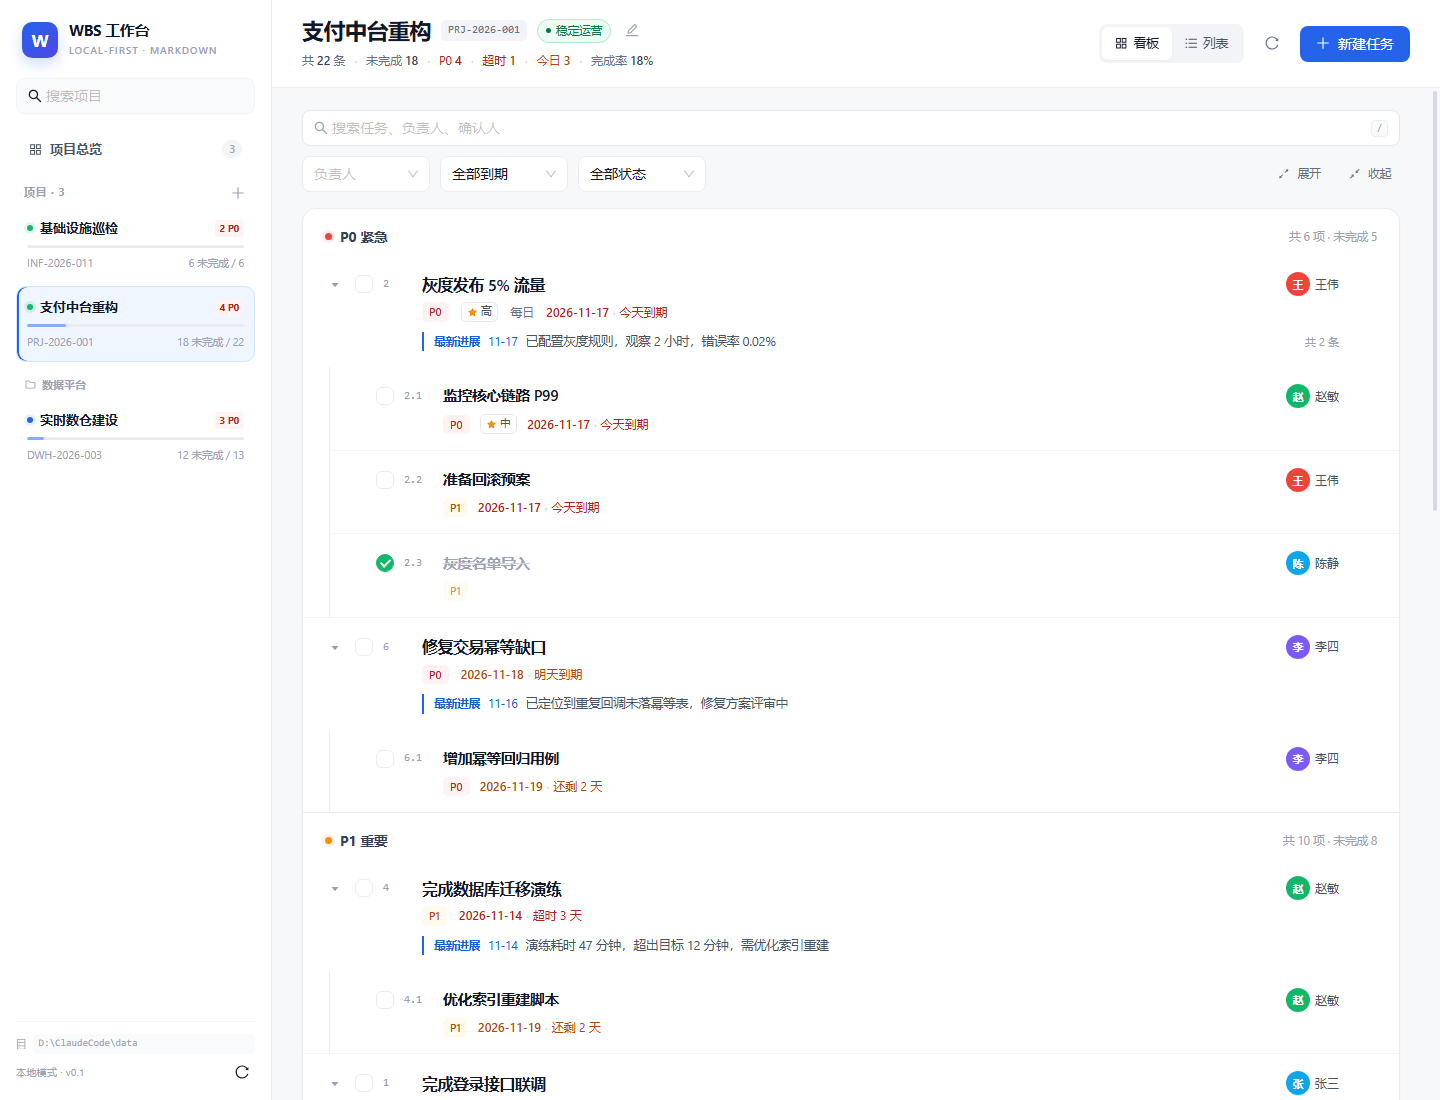 W
WBS 工作台
LOCAL-FIRST · MARKDOWN
搜索项目
项目总览 3
项目 · 3
基础设施巡检 2 P0
INF-2026-011 6 未完成 / 6
支付中台重构 4 P0
PRJ-2026-001 18 未完成 / 22
数据平台
实时数仓建设 3 P0
DWH-2026-003 12 未完成 / 13
D:\ClaudeCode\data
本地模式 · v0.1
支付中台重构 PRJ-2026-001 稳定运营
共 22 条 · 未完成 18 · P0 4 · 超时 1 · 今日 3 · 完成率 18%
看板 列表 新建任务
搜索任务、负责人、确认人 /
负责人 全部到期 全部状态 展开 收起
P0 紧急 共 6 项 · 未完成 5
2 灰度发布 5% 流量 王 王伟
P0 高 每日 2026-11-17 · 今天到期
最新进展 11-17 已配置灰度规则，观察 2 小时，错误率 0.02% 共 2 条
2.1 监控核心链路 P99 赵 赵敏
P0 中 2026-11-17 · 今天到期
2.2 准备回滚预案 王 王伟
P1 2026-11-17 · 今天到期
2.3 灰度名单导入 陈 陈静
P1
6 修复交易幂等缺口 李 李四
P0 2026-11-18 · 明天到期
最新进展 11-16 已定位到重复回调未落幂等表，修复方案评审中
6.1 增加幂等回归用例 李 李四
P0 2026-11-19 · 还剩 2 天
P1 重要 共 10 项 · 未完成 8
4 完成数据库迁移演练 赵 赵敏
P1 2026-11-14 · 超时 3 天
最新进展 11-14 演练耗时 47 分钟，超出目标 12 分钟，需优化索引重建
4.1 优化索引重建脚本 赵 赵敏
P1 2026-11-19 · 还剩 2 天
1 完成登录接口联调 张 张三